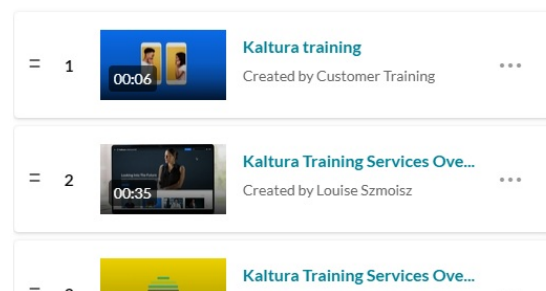 1
00:06
Kaltura training
Created by Customer Training
2
00:35
Kaltura Training Services Ove...
Created by Louise Szmoisz
Kaltura Training Services Ove...